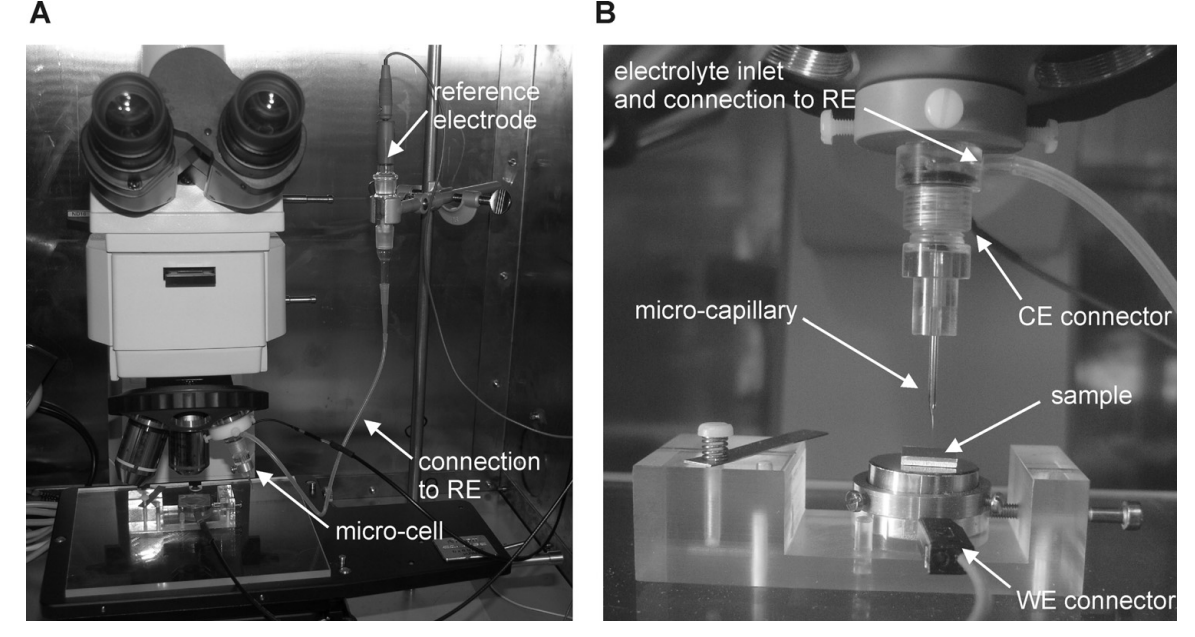 A
B
reference
electrode
connection
to RE
micro-cell
electrolyte inlet
and connection to RE
CE connector
micro-capillary
sample
WE connector